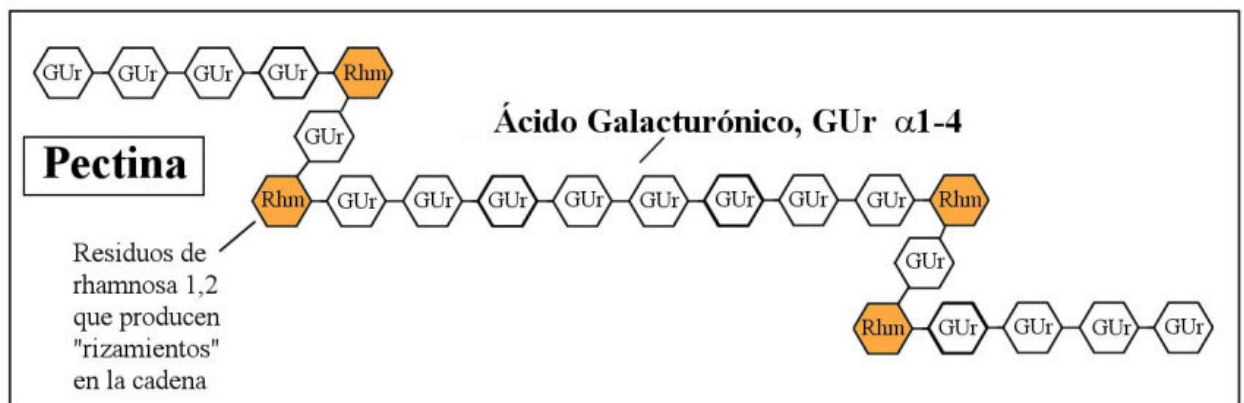 GUr GUr GUr GUr Rhm
GUr
Ácido Galacturónico, GUr α1-4
Pectina
Rhm GUr GUr GUr GUr GUr GUr GUr GUr Rhm
Residuos de
rhamnosa 1,2
que producen
"rizamientos"
en la cadena
GUr
Rhm GUr GUr GUr GUr